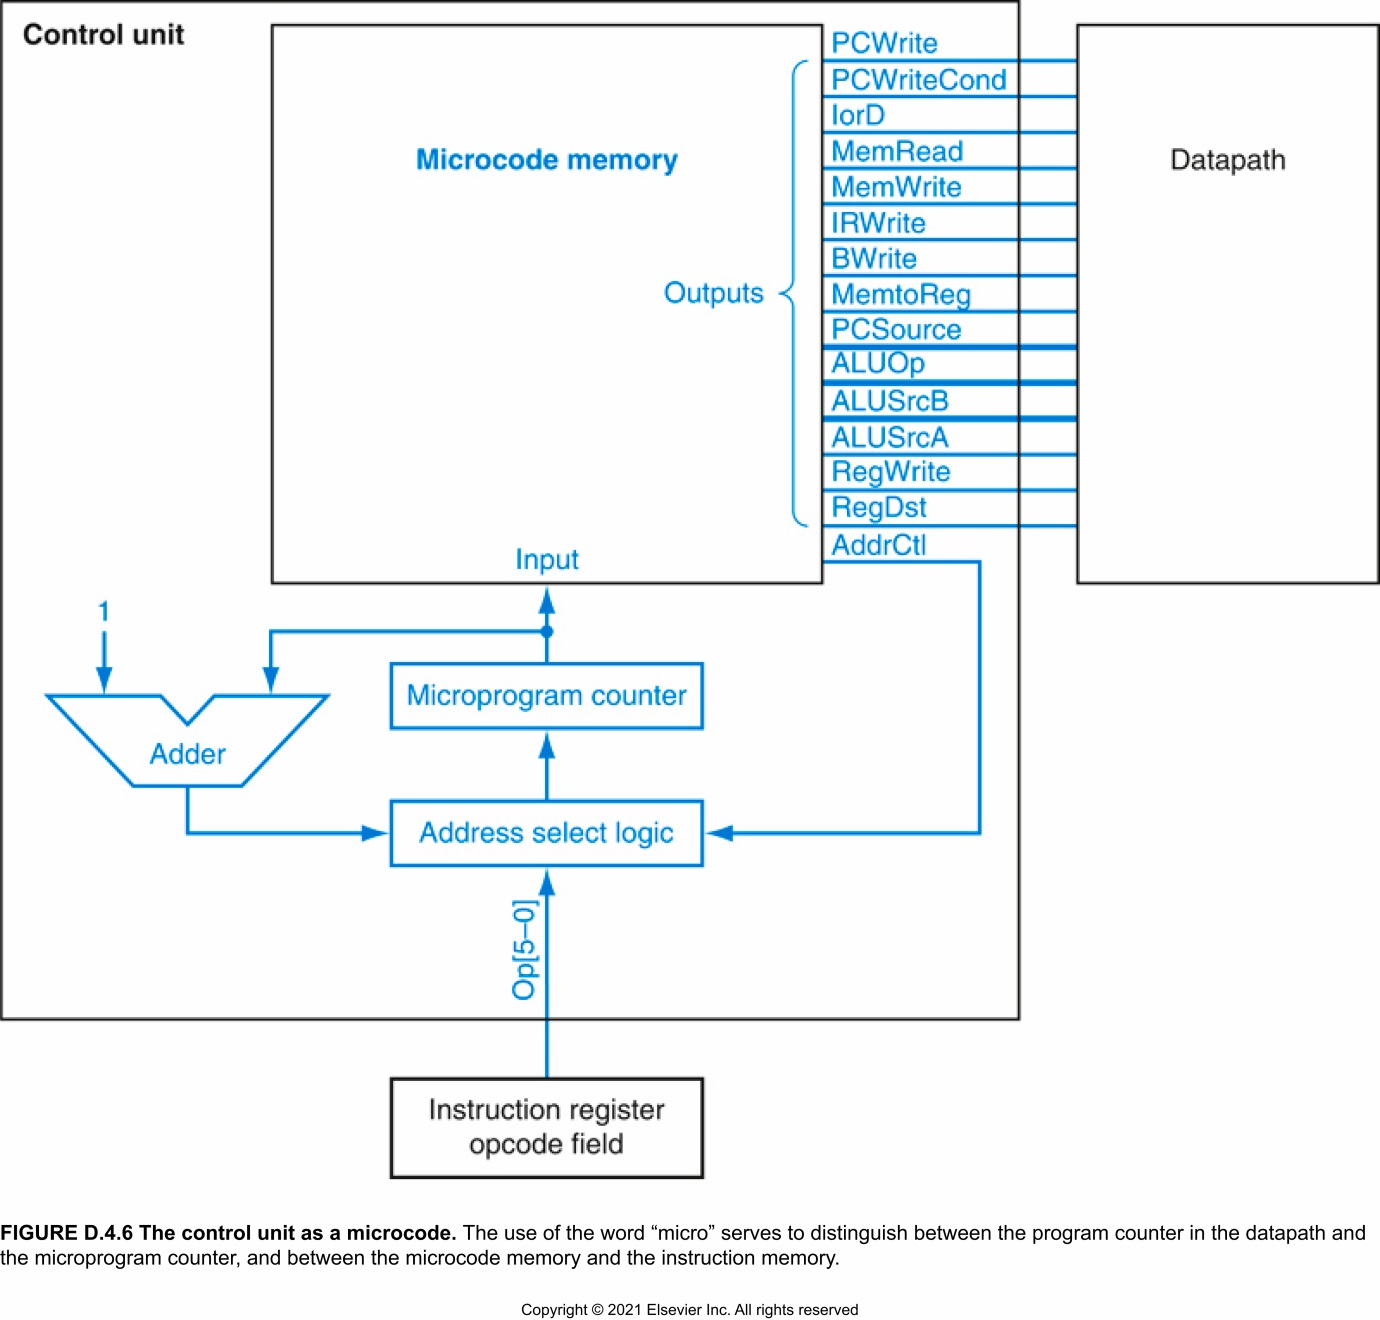 Control unit
PCWrite
PCWriteCond
IorD
MemRead
Microcode memory
Datapath
MemWrite
IRWrite
BWrite
Outputs
MemtoReg
PCSource
ALUOp
ALUSrcB
ALUSrcA
RegWrite
RegDst
AddrCtl
Input
1
Microprogram counter
Adder
Address select logic
Op[5–0]
Instruction register
opcode field
FIGURE D.4.6 The control unit as a microcode. The use of the word “micro” serves to distinguish between the program counter in the datapath and
the microprogram counter, and between the microcode memory and the instruction memory.
Copyright © 2021 Elsevier Inc. All rights reserved